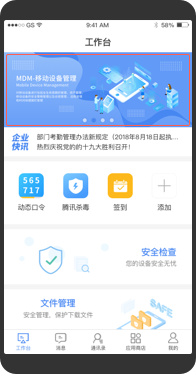 GS 9:41 AM 58%
工作台
MDM-移动设备管理
Mobile Device Management
企业
快讯
部门考勤管理办法新规定（2018年8月18日起执...
热烈庆祝党的的十九大胜利召开！
565
717
动态口令
腾讯杀毒
签到
添加
安全检查
您的设备安全无忧
文件管理
安全管理、保护下载文件
SAFE
工作台
消息
通讯录
应用商店
我的